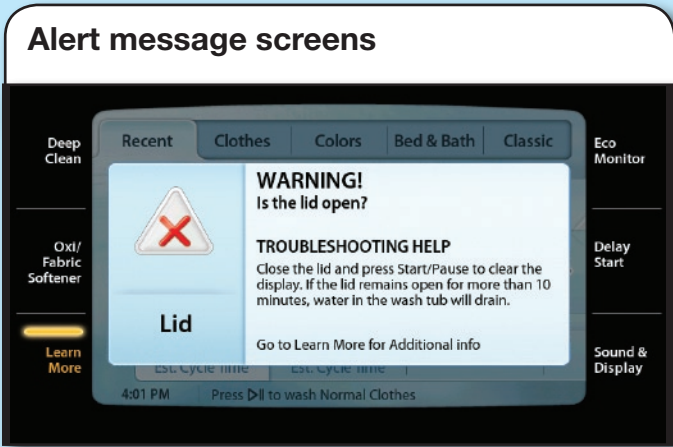 Alert message screens
Deep
Clean
Oxi/
Fabric
Softener
Learn
More
Recent
Clothes
Colors
Bed & Bath
Classic
WARNING!
Is the lid open?
TROUBLESHOOTING HELP
Close the lid and press Start/Pause to clear the
display. If the lid remains open for more than 10
minutes, water in the wash tub will drain.
Go to Learn More for Additional info
Lid
Est. Cycle Time
Est. Cycle Time
4:01 PM
Press ▷II to wash Normal Clothes
Eco
Monitor
Delay
Start
Sound &
Display